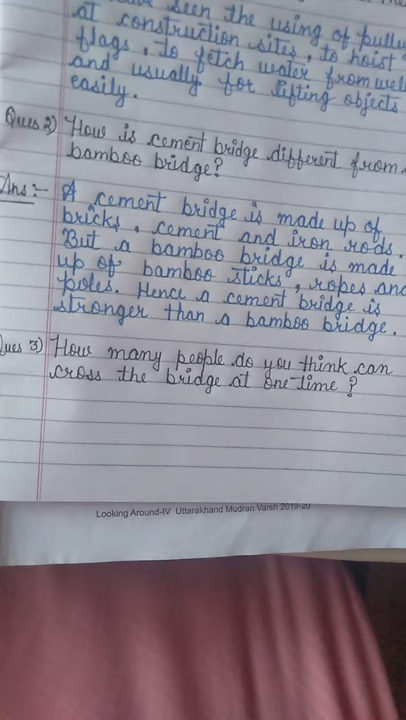 seen the using of pully
at construction sites, to hoist
flags, to fetch water from well
and usually for lifting objects
easily.
Ques 2) How is cement bridge different from a
bamboo bridge?
Ans:- A cement bridge is made up of
bricks, cement and iron rods.
But a bamboo bridge is made
up of bamboo sticks, ropes and
poles. Hence a cement bridge is
stronger than a bamboo bridge.
Ques 3) How many people do you think can
cross the bridge at one time?
Looking Around-IV Uttarakhand Mudran Varsh 2019-20